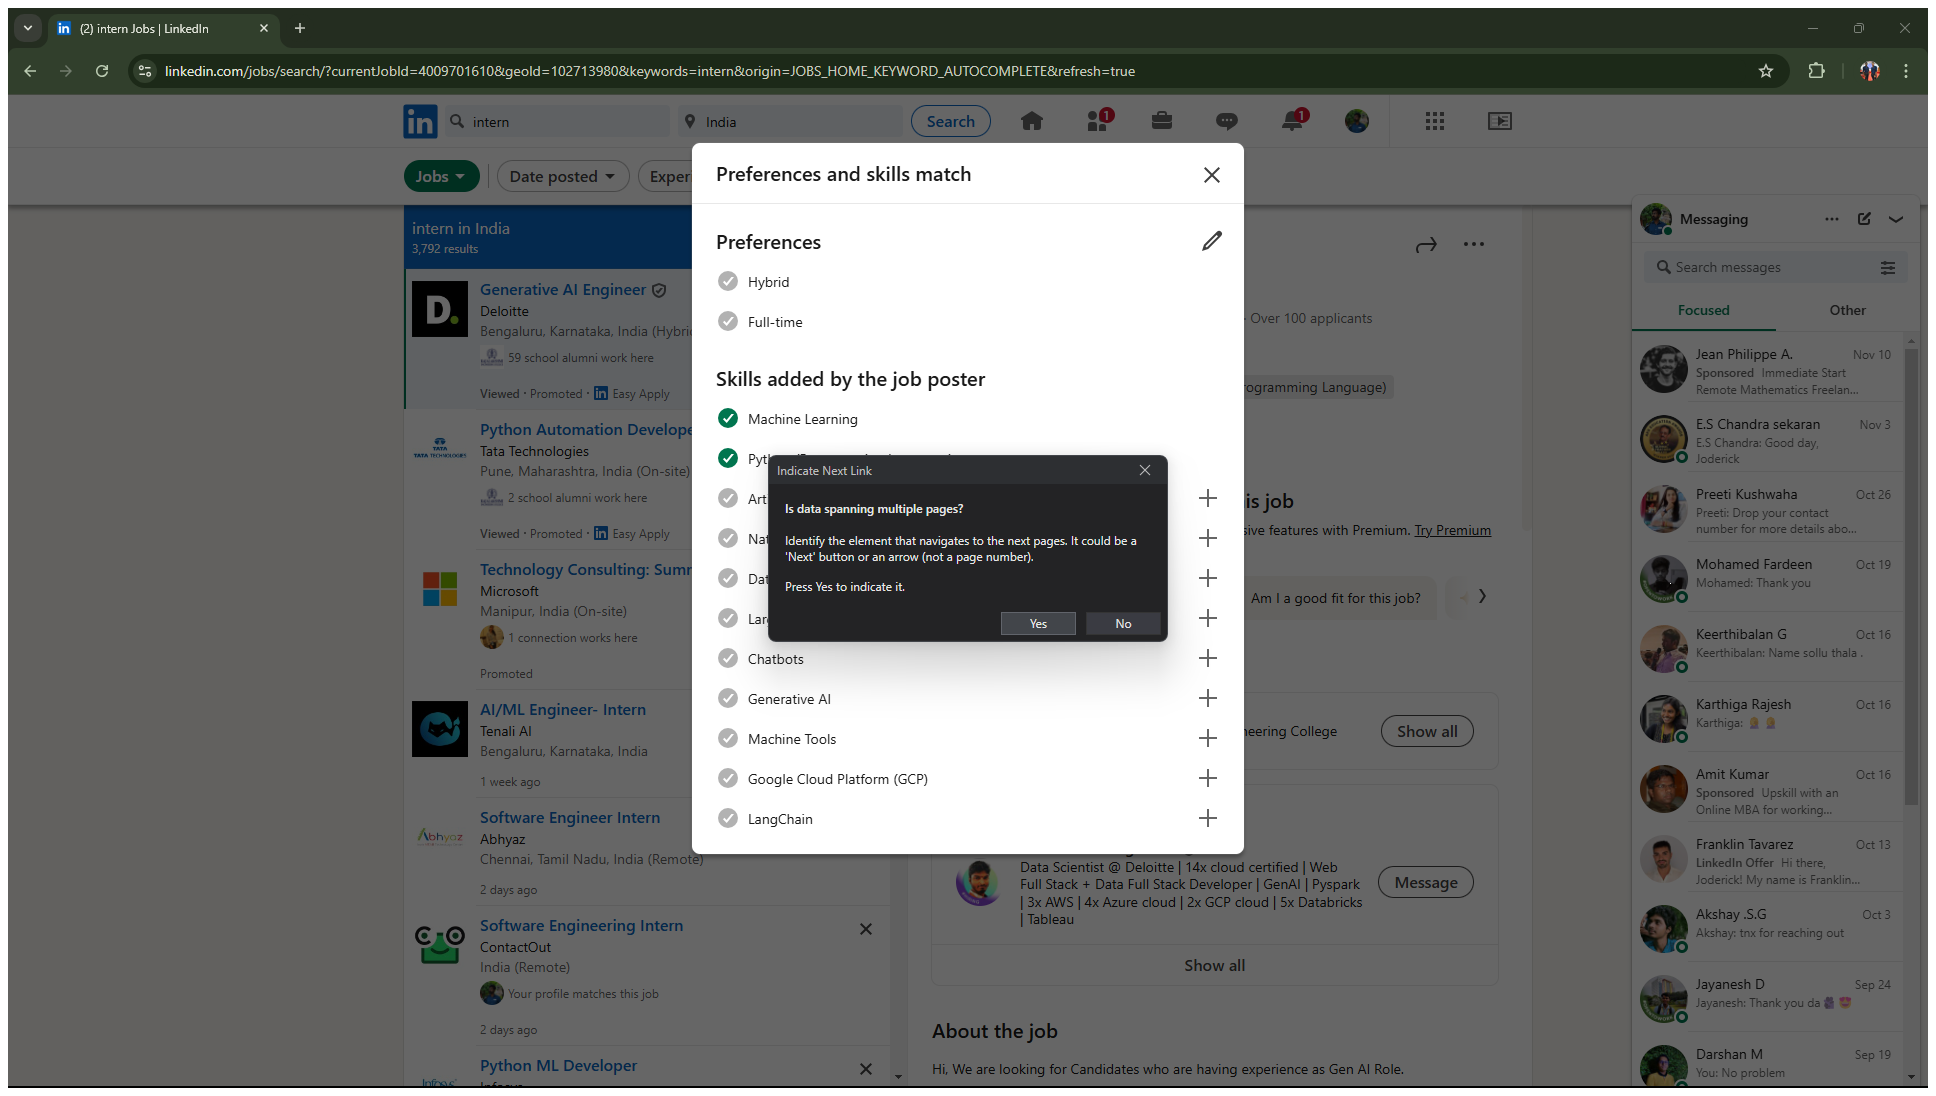 (2) intern Jobs | LinkedIn
linkedin.com/jobs/search/?currentJobId=4009701610&geoId=102713980&keywords=intern&origin=JOBS_HOME_KEYWORD_AUTOCOMPLETE&refresh=true
in
intern
India
Search
1
1
Jobs
Date posted
Exper
intern in India
3,792 results
D.
Generative AI Engineer
Deloitte
Bengaluru, Karnataka, India (Hybrid
59 school alumni work here
Viewed · Promoted · in Easy Apply
TATA
TATA TECHNOLOGIES
Python Automation Develope
Tata Technologies
Pune, Maharashtra, India (On-site)
2 school alumni work here
Viewed · Promoted · in Easy Apply
Technology Consulting: Sum
Microsoft
Manipur, India (On-site)
1 connection works here
Promoted
AI/ML Engineer- Intern
Tenali AI
Bengaluru, Karnataka, India
1 week ago
Abhyaz
Software Engineer Intern
Abhyaz
Chennai, Tamil Nadu, India (Remote)
2 days ago
Software Engineering Intern
ContactOut
India (Remote)
Your profile matches this job
2 days ago
Python ML Developer
Infosys
Preferences and skills match
Preferences
Hybrid
Full-time
Skills added by the job poster
Machine Learning
Pyt
Art
Nat
Dat
Lar
Chatbots
Generative AI
Machine Tools
Google Cloud Platform (GCP)
LangChain
Indicate Next Link
Is data spanning multiple pages?
Identify the element that navigates to the next pages. It could be a
'Next' button or an arrow (not a page number).
Press Yes to indicate it.
Yes
No
Over 100 applicants
ogramming Language)
is job
sive features with Premium. Try Premium
Am I a good fit for this job?
neering College
Show all
Data Scientist @ Deloitte | 14x cloud certified | Web
Full Stack + Data Full Stack Developer | GenAI | Pyspark
| 3x AWS | 4x Azure cloud | 2x GCP cloud | 5x Databricks
| Tableau
Message
Show all
About the job
Hi, We are looking for Candidates who are having experience as Gen AI Role.
Messaging
Search messages
Focused
Other
Jean Philippe A.
Nov 10
Sponsored Immediate Start
Remote Mathematics Freelan...
E.S Chandra sekaran
Nov 3
E.S Chandra: Good day,
Joderick
Preeti Kushwaha
Oct 26
Preeti: Drop your contact
number for more details abo...
Mohamed Fardeen
Oct 19
Mohamed: Thank you
Keerthibalan G
Oct 16
Keerthibalan: Name sollu thala .
Karthiga Rajesh
Oct 16
Karthiga:
Amit Kumar
Oct 16
Sponsored Upskill with an
Online MBA for working...
Franklin Tavarez
Oct 13
LinkedIn Offer Hi there,
Joderick! My name is Franklin...
Akshay .S.G
Oct 3
Akshay: tnx for reaching out
Jayanesh D
Sep 24
Jayanesh: Thank you da
Darshan M
Sep 19
You: No problem